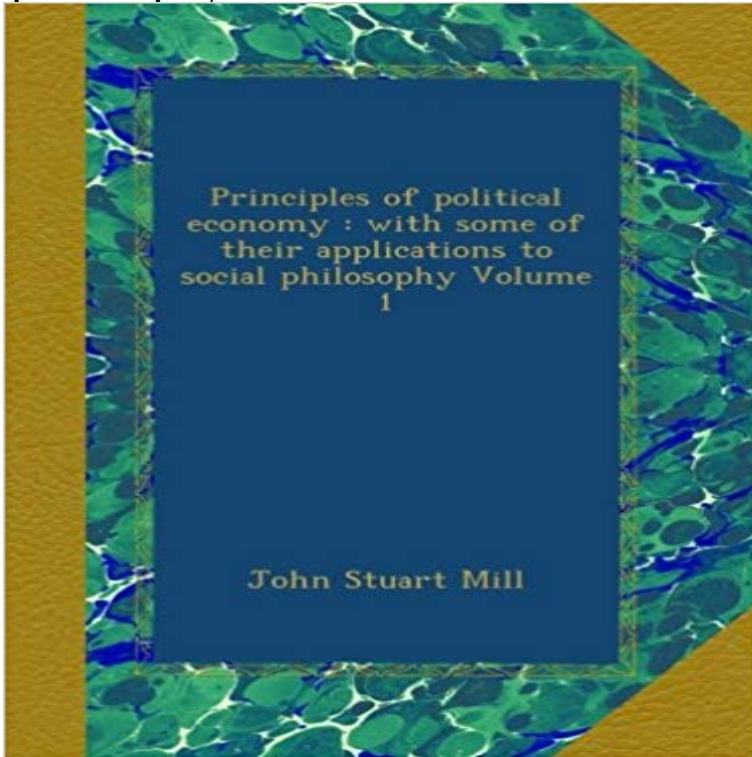 Principles of political
economy : with some of
their applications to
social philosophy Volume
1
John Stuart Mill